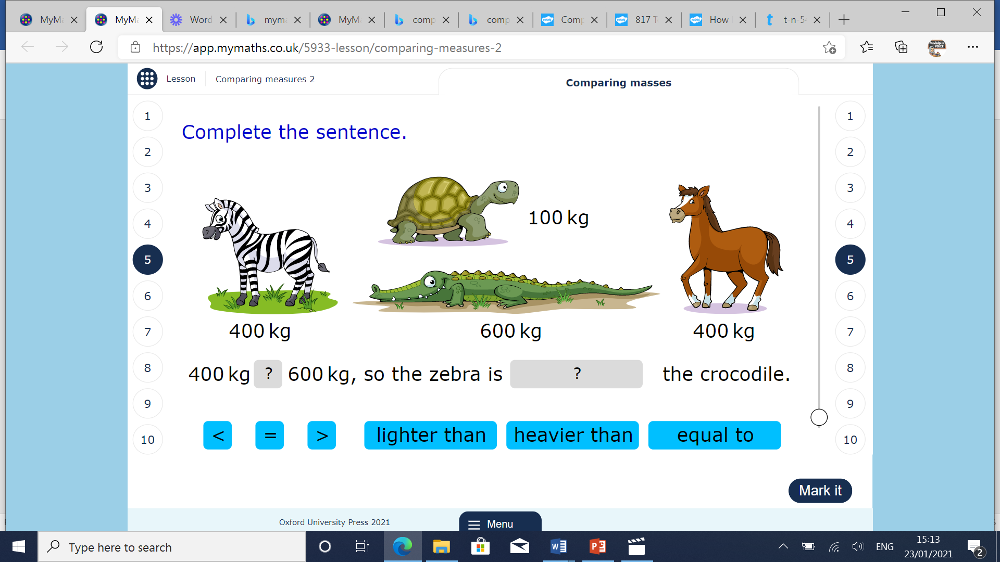 MyMa
MyMa
Word
myma
MyMa
comp
comp
Comp
817 T
How
t-n-54
https://app.mymaths.co.uk/5933-lesson/comparing-measures-2
Lesson
Comparing measures 2
Comparing masses
1
2
3
4
5
6
7
8
9
10
Complete the sentence.
100 kg
400 kg
600 kg
400 kg
400 kg ? 600 kg, so the zebra is ? the crocodile.
< = > lighter than heavier than equal to
1
2
3
4
5
6
7
8
9
10
Mark it
Oxford University Press 2021
Menu
Type here to search
ENG
15:13
23/01/2021
2